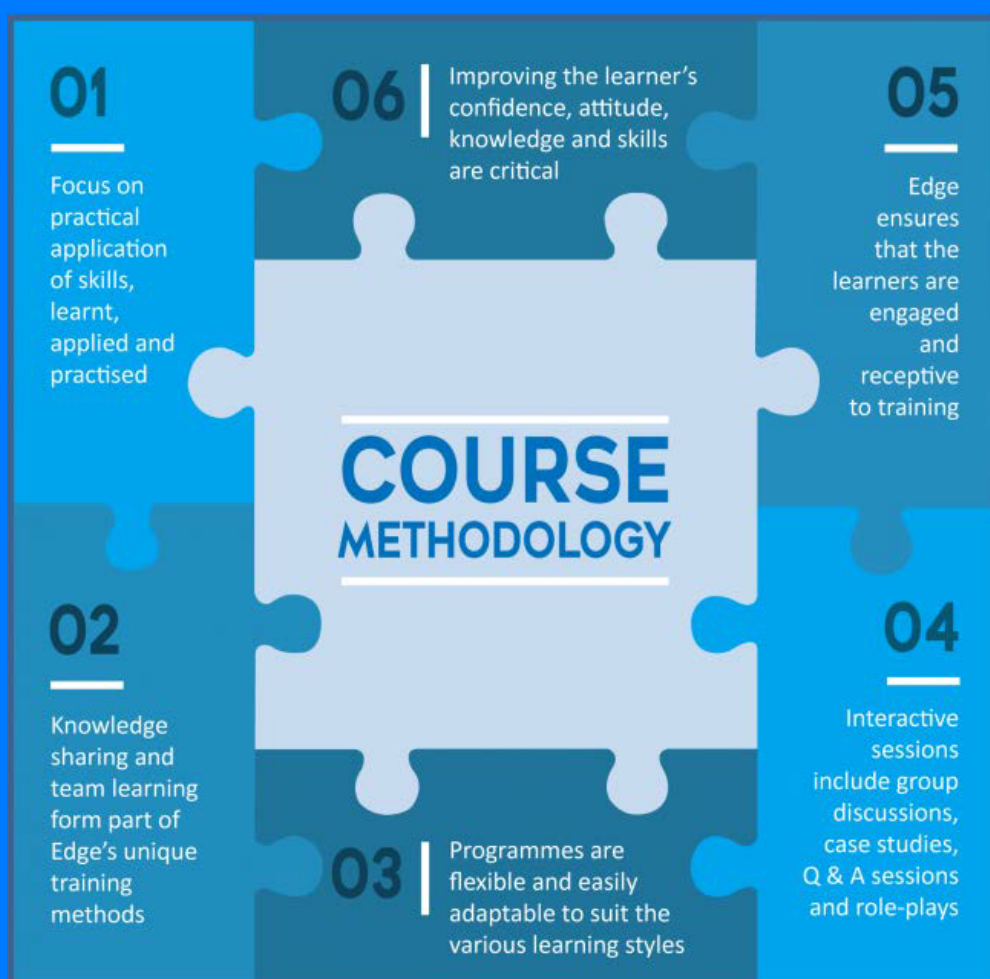 01
Focus on
practical
application
of skills,
learnt,
applied and
practised
06
Improving the learner's
confidence, attitude,
knowledge and skills
are critical
05
Edge
ensures
that the
learners are
engaged
and
receptive
to training
COURSE
METHODOLOGY
02
Knowledge
sharing and
team learning
form part of
Edge's unique
training
methods
03
Programmes are
flexible and easily
adaptable to suit the
various learning styles
04
Interactive
sessions
include group
discussions,
case studies,
Q & A sessions
and role-plays